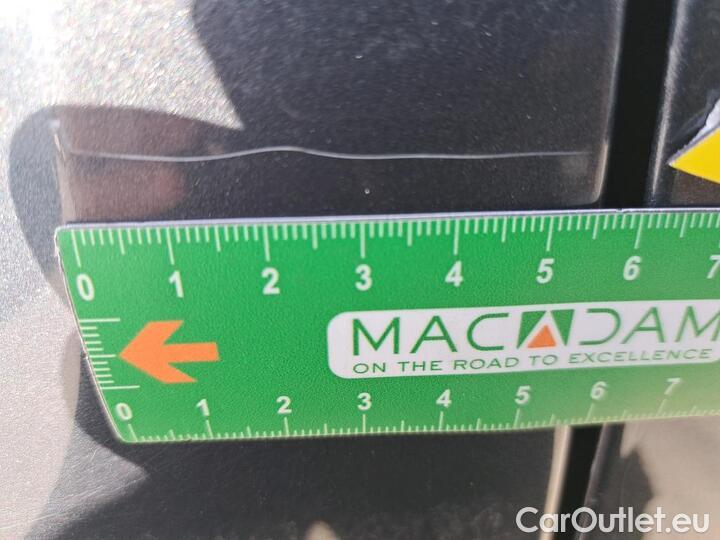 0 1 2 3 4 5 6 7
MACADAM
ON THE ROAD TO EXCELLENCE
0 1 2 3 4 5 6 7
CarOutlet.eu